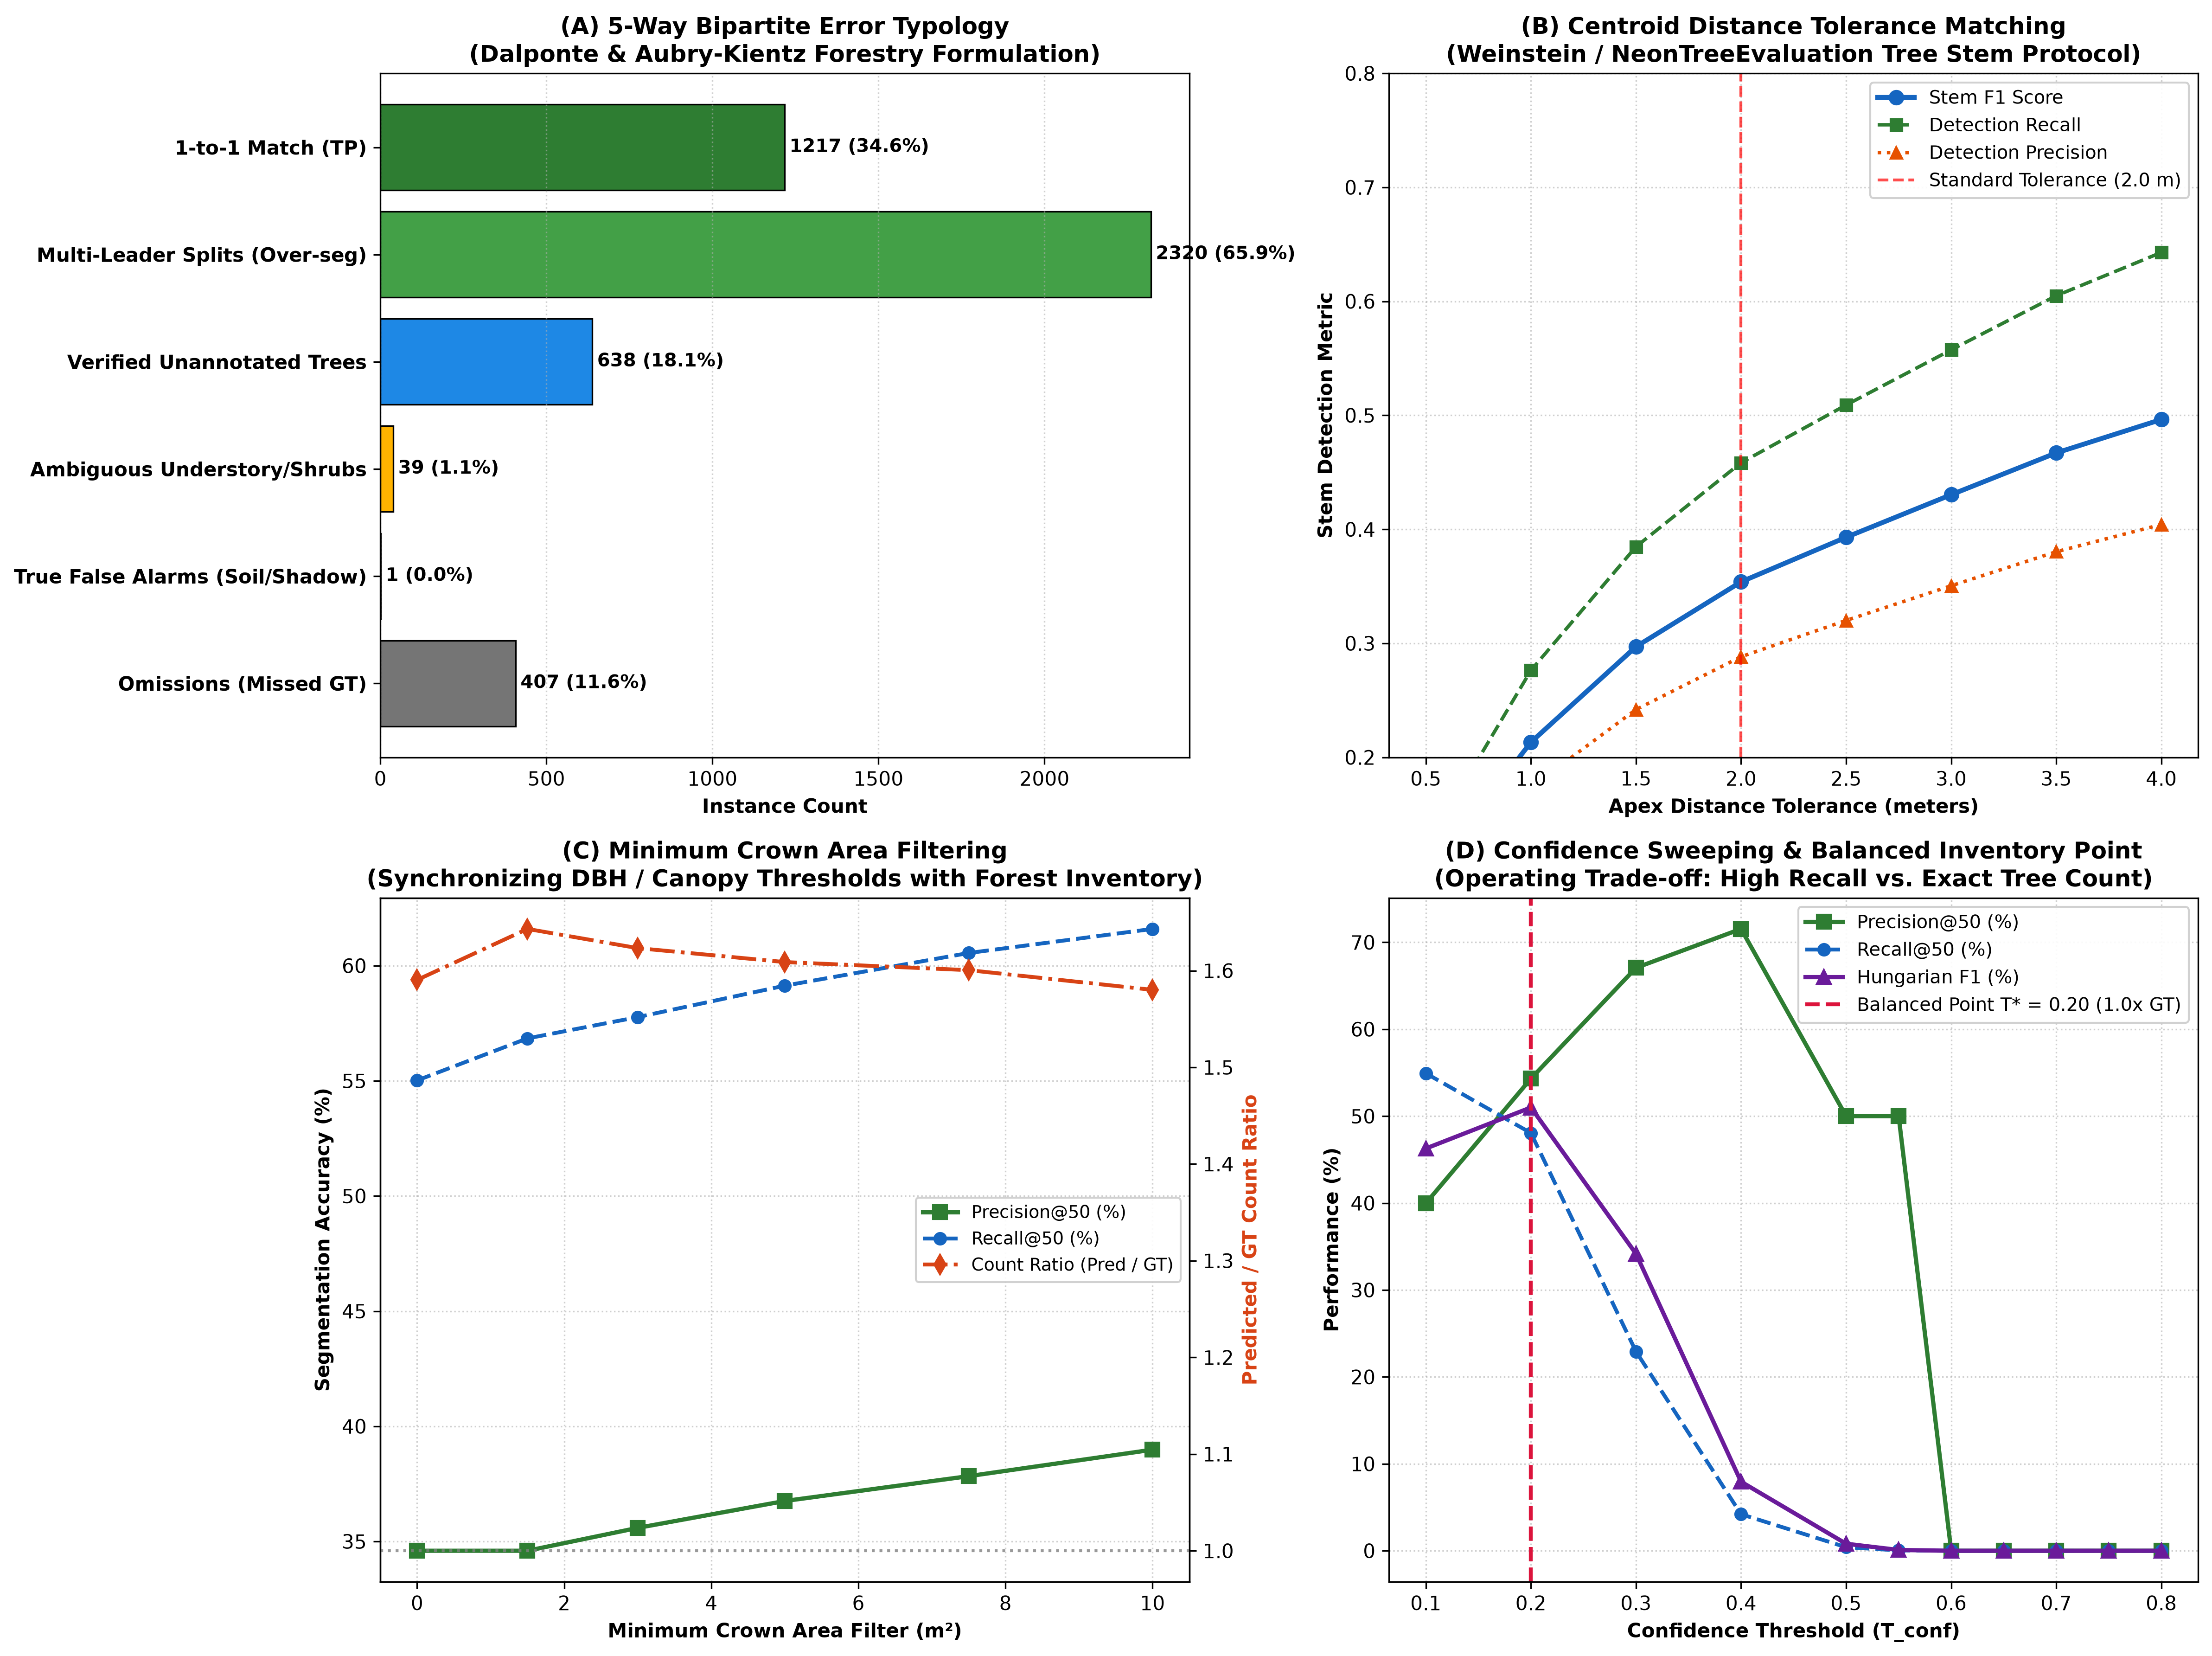 (A) 5-Way Bipartite Error Typology
(Dalponte & Aubry-Kientz Forestry Formulation)
1-to-1 Match (TP)
1217 (34.6%)
Multi-Leader Splits (Over-seg)
2320 (65.9%)
Verified Unannotated Trees
638 (18.1%)
Ambiguous Understory/Shrubs
39 (1.1%)
True False Alarms (Soil/Shadow)
1 (0.0%)
Omissions (Missed GT)
407 (11.6%)
0 500 1000 1500 2000
Instance Count
(B) Centroid Distance Tolerance Matching
(Weinstein / NeonTreeEvaluation Tree Stem Protocol)
Stem Detection Metric
0.8
0.7
0.6
0.5
0.4
0.3
0.2
Stem F1 Score
Detection Recall
Detection Precision
Standard Tolerance (2.0 m)
0.5 1.0 1.5 2.0 2.5 3.0 3.5 4.0
Apex Distance Tolerance (meters)
(C) Minimum Crown Area Filtering
(Synchronizing DBH / Canopy Thresholds with Forest Inventory)
Segmentation Accuracy (%)
60
55
50
45
40
35
Precision@50 (%)
Recall@50 (%)
Count Ratio (Pred / GT)
1.6
1.5
1.4
1.3
1.2
1.1
1.0
Predicted / GT Count Ratio
0 2 4 6 8 10
Minimum Crown Area Filter (m²)
(D) Confidence Sweeping & Balanced Inventory Point
(Operating Trade-off: High Recall vs. Exact Tree Count)
Performance (%)
70
60
50
40
30
20
10
0
Precision@50 (%)
Recall@50 (%)
Hungarian F1 (%)
Balanced Point T* = 0.20 (1.0x GT)
0.1 0.2 0.3 0.4 0.5 0.6 0.7 0.8
Confidence Threshold (T_conf)